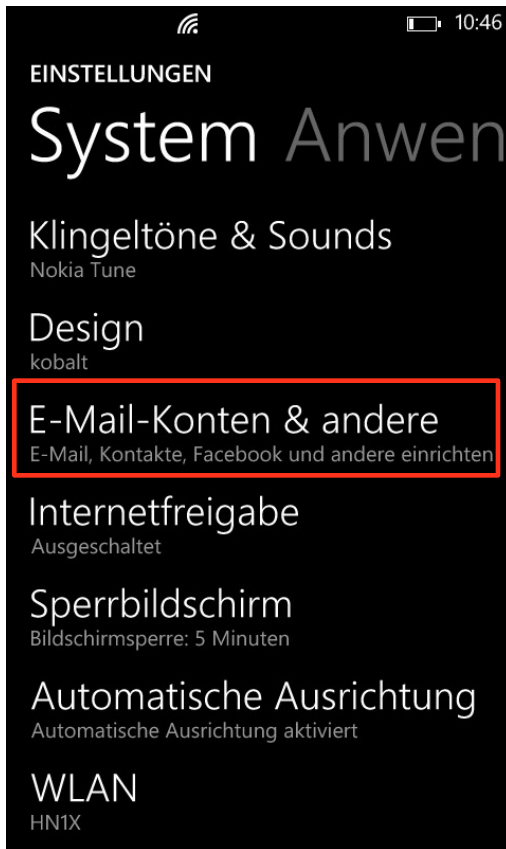 10:46
EINSTELLUNGEN
System Anwen
Klingeltöne & Sounds
Nokia Tune
Design
kobalt
E-Mail-Konten & andere
E-Mail, Kontakte, Facebook und andere einrichten
Internetfreigabe
Ausgeschaltet
Sperrbildschirm
Bildschirmsperre: 5 Minuten
Automatische Ausrichtung
Automatische Ausrichtung aktiviert
WLAN
HN1X